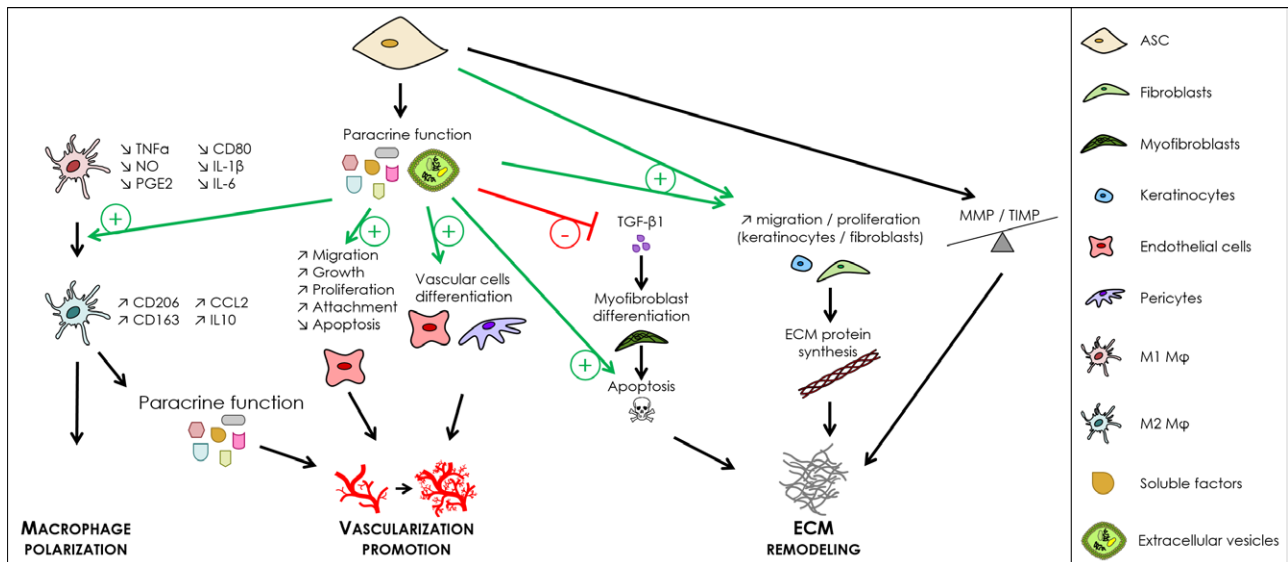 Paracrine function
↘ TNFa ↘ CD80
↘ NO ↘ IL-1β
↘ PGE2 ↘ IL-6
+
+
+
+
+
-
TGF-β1
↗ migration / proliferation
(keratinocytes / fibroblasts)
MMP / TIMP
↗ Migration
↗ Growth
↗ Proliferation
↗ Attachment
↘ Apoptosis
Vascular cells
differentiation
Myofibroblast
differentiation
↗ CD206 ↗ CCL2
↗ CD163 ↗ IL10
ECM protein
synthesis
Apoptosis
Paracrine function
MACROPHAGE
POLARIZATION
VASCULARIZATION
PROMOTION
ECM
REMODELING
ASC
Fibroblasts
Myofibroblasts
Keratinocytes
Endothelial cells
Pericytes
M1 Mφ
M2 Mφ
Soluble factors
Extracellular vesicles